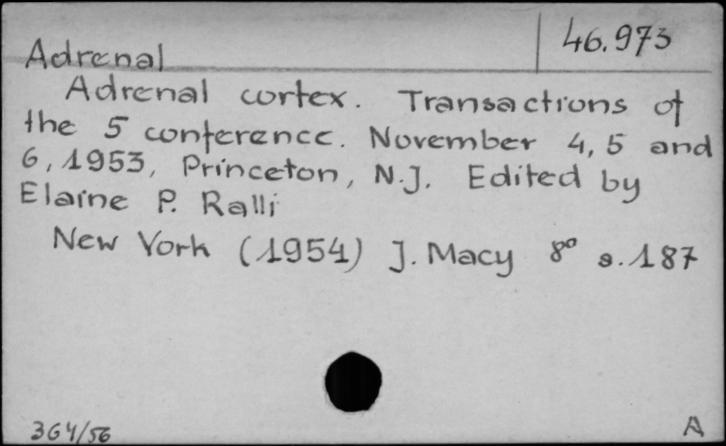 46.973
Adrenal
Adrenal cortex. Transactions of
the 5 conference. November 4, 5 and
6, 1953, Princeton, N.J. Edited by
Elaine P. Ralli
New York (1954) J. Macy 8° s. 187
364/56
A